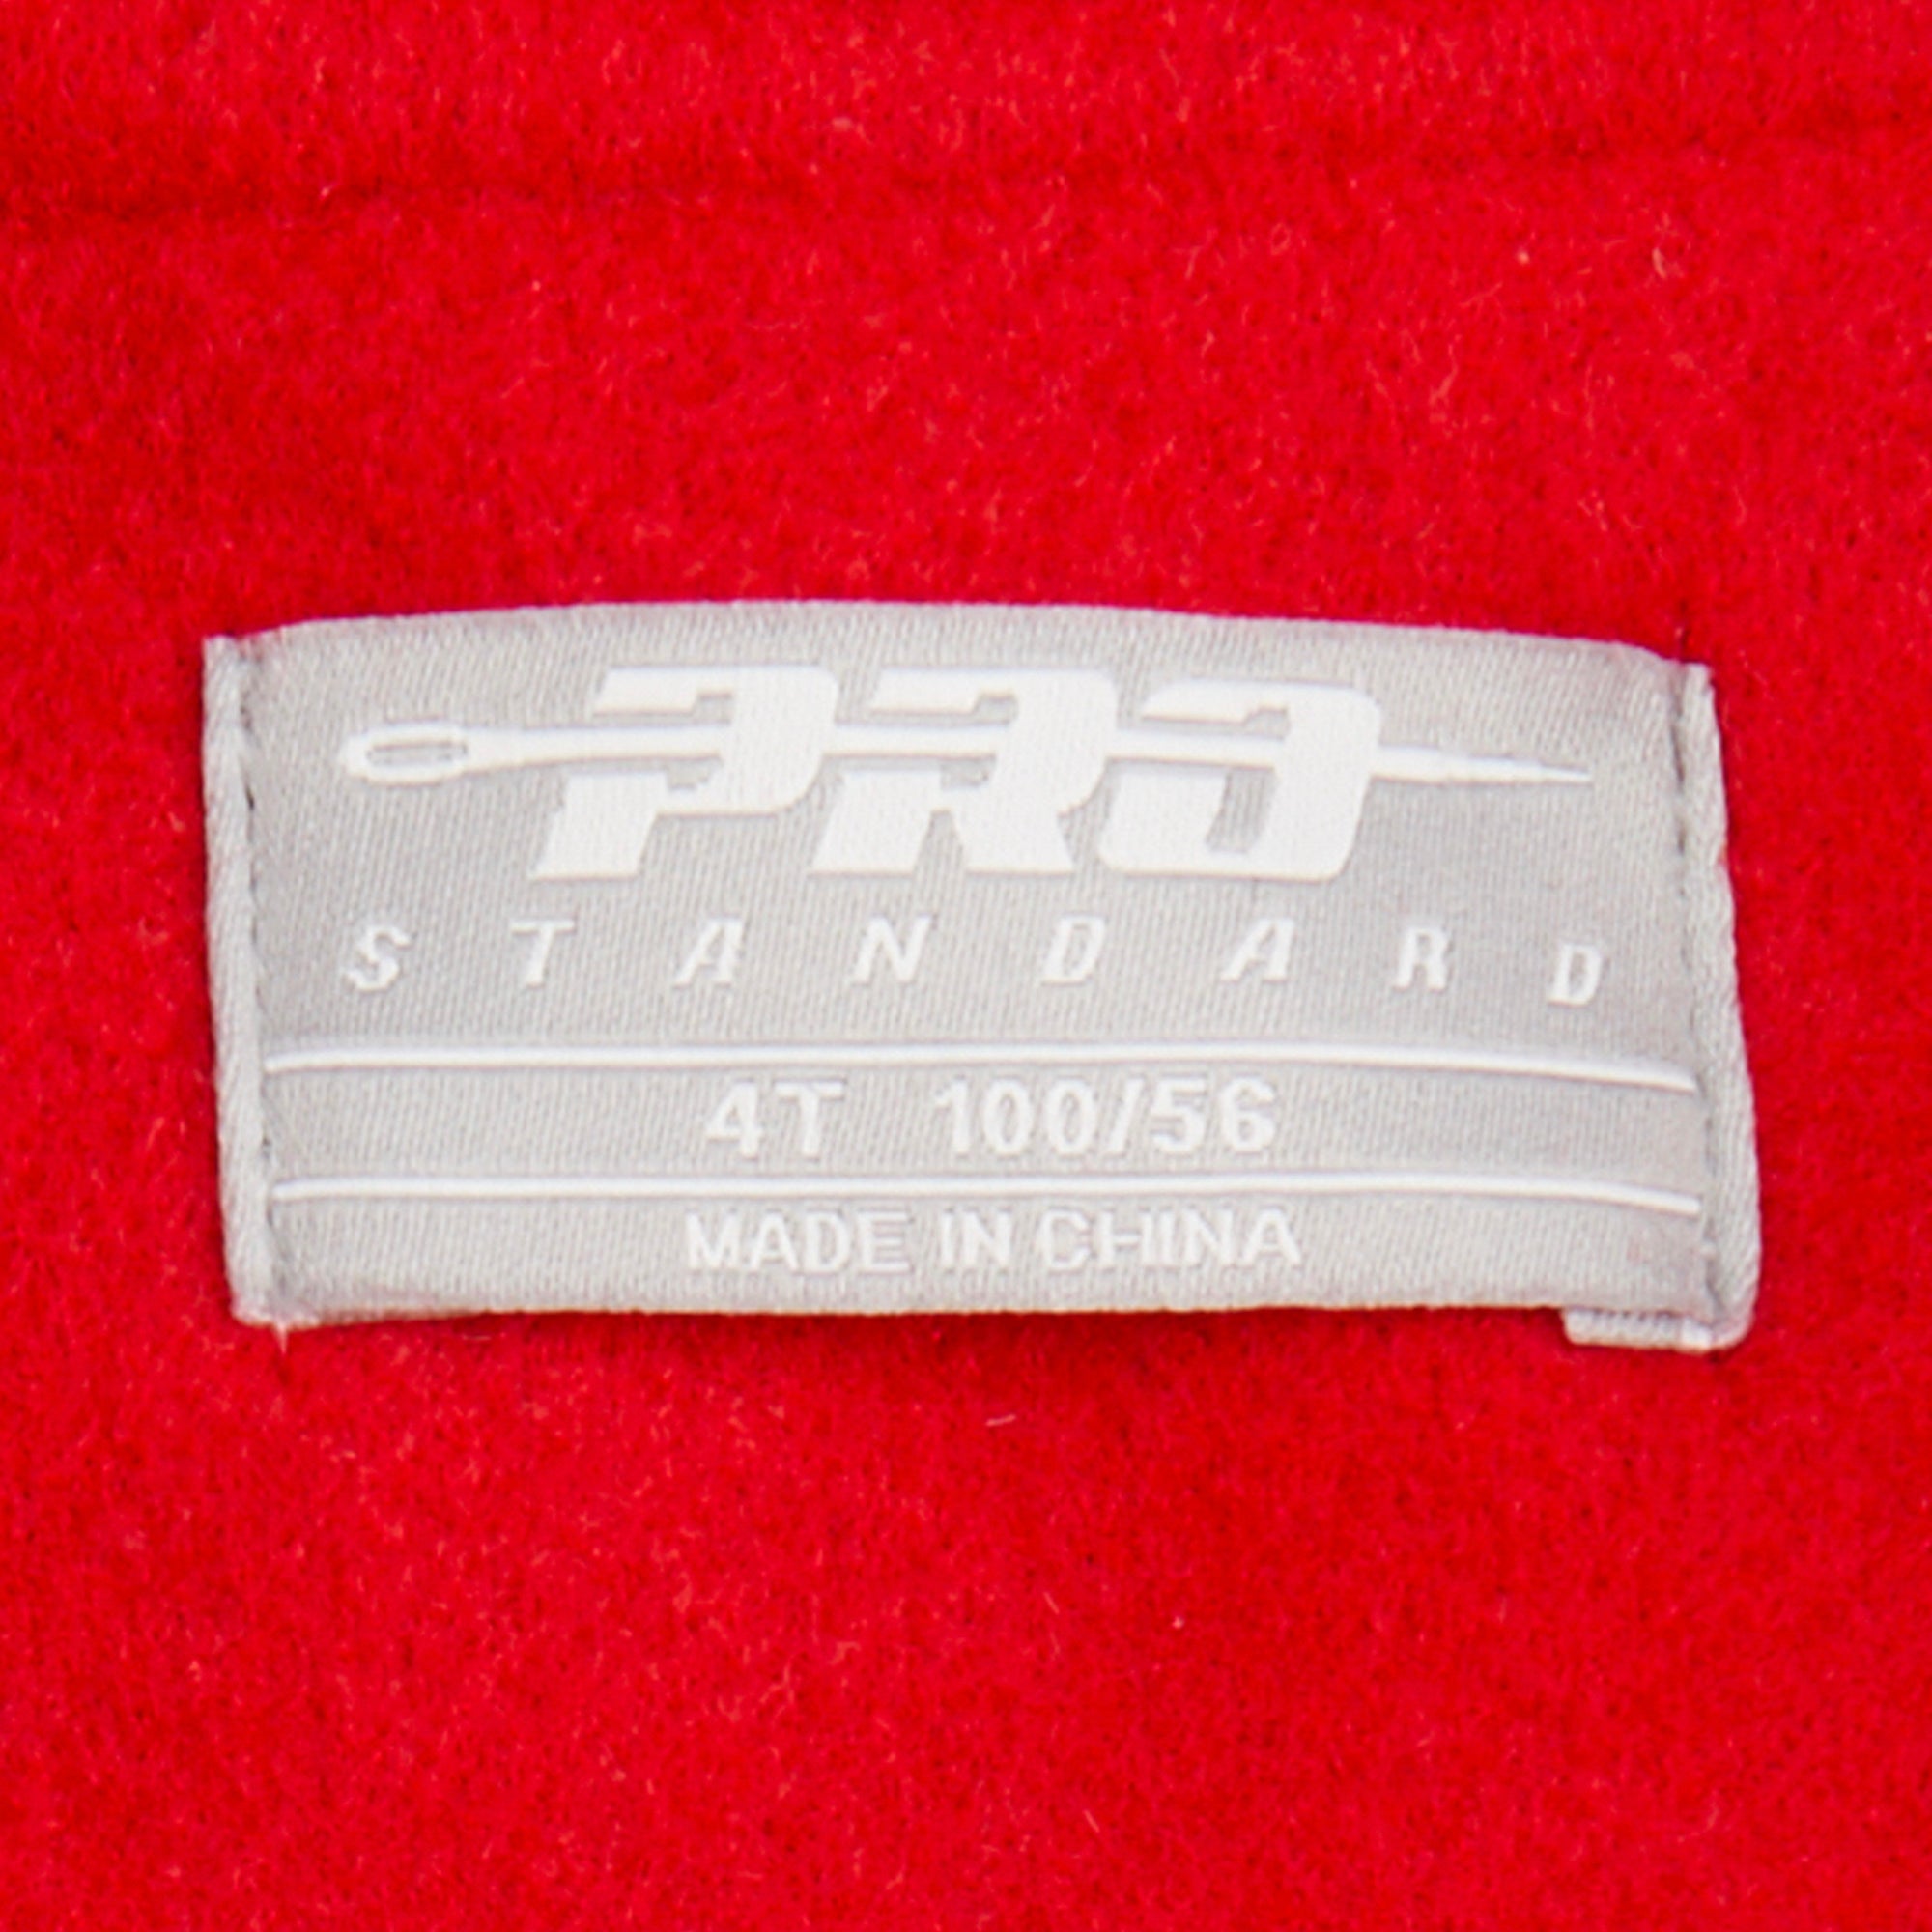 PRO
STANDARD
4T 100/56
MADE IN CHINA